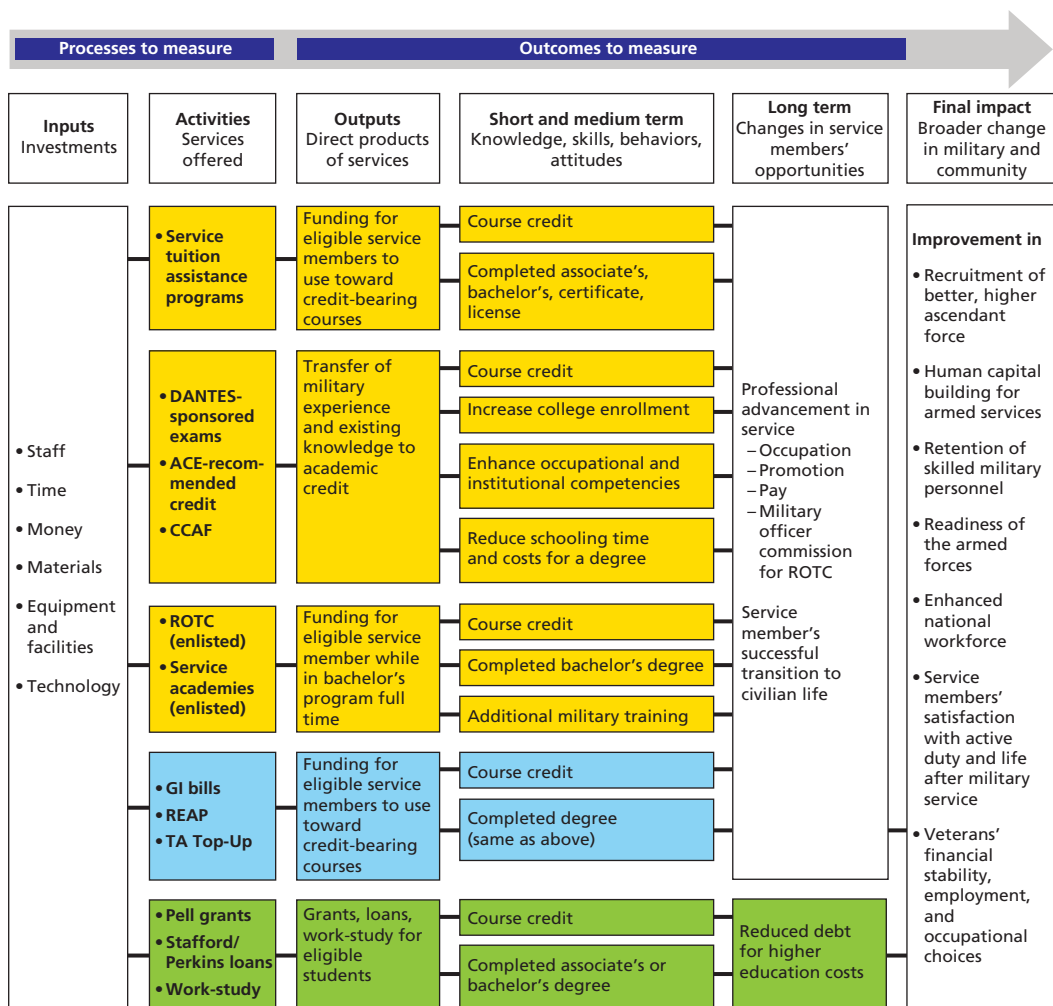 Processes to measure
Outcomes to measure
Inputs
Investments
Activities
Services
offered
Outputs
Direct products
of services
Short and medium term
Knowledge, skills, behaviors,
attitudes
Long term
Changes in service
members'
opportunities
Final impact
Broader change
in military and
community
• Staff
• Time
• Money
• Materials
• Equipment
and
facilities
• Technology
• Service
tuition
assistance
programs
Funding for
eligible service
members to
use toward
credit-bearing
courses
Course credit
Completed associate's,
bachelor's, certificate,
license
• DANTES-
sponsored
exams
• ACE-recom-
mended
credit
• CCAF
Transfer of
military
experience
and existing
knowledge to
academic
credit
Course credit
Increase college enrollment
Enhance occupational and
institutional competencies
Reduce schooling time
and costs for a degree
• ROTC
(enlisted)
• Service
academies
(enlisted)
Funding for
eligible service
member while
in bachelor's
program full
time
Course credit
Completed bachelor's degree
Additional military training
• GI bills
• REAP
• TA Top-Up
Funding for
eligible service
members to use
toward
credit-bearing
courses
Course credit
Completed degree
(same as above)
• Pell grants
• Stafford/
Perkins loans
• Work-study
Grants, loans,
work-study for
eligible
students
Course credit
Completed associate's or
bachelor's degree
Professional
advancement in
service
– Occupation
– Promotion
– Pay
– Military
officer
commission
for ROTC
Service
member's
successful
transition to
civilian life
Reduced debt
for higher
education costs
Improvement in
• Recruitment of
better, higher
ascendant
force
• Human capital
building for
armed services
• Retention of
skilled military
personnel
• Readiness of
the armed
forces
• Enhanced
national
workforce
• Service
members'
satisfaction
with active
duty and life
after military
service
• Veterans'
financial
stability,
employment,
and
occupational
choices